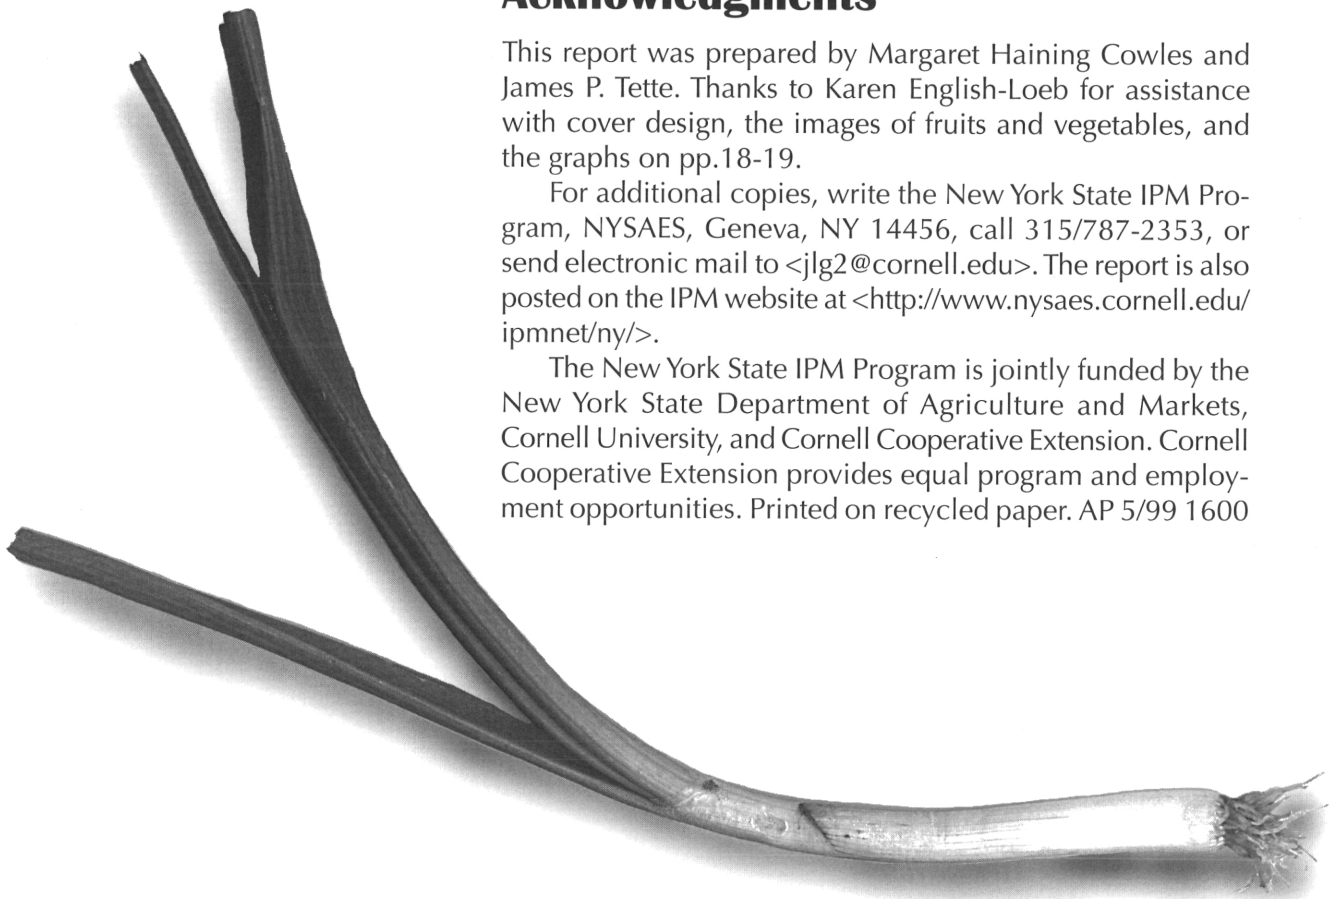 Acknowledgments
This report was prepared by Margaret Haining Cowles and
James P. Tette. Thanks to Karen English-Loeb for assistance
with cover design, the images of fruits and vegetables, and
the graphs on pp.18-19.
For additional copies, write the New York State IPM Pro-
gram, NYSAES, Geneva, NY 14456, call 315/787-2353, or
send electronic mail to <jlg2@cornell.edu>. The report is also
posted on the IPM website at <http://www.nysaes.cornell.edu/
ipmnet/ny/>.
The New York State IPM Program is jointly funded by the
New York State Department of Agriculture and Markets,
Cornell University, and Cornell Cooperative Extension. Cornell
Cooperative Extension provides equal program and employ-
ment opportunities. Printed on recycled paper. AP 5/99 1600